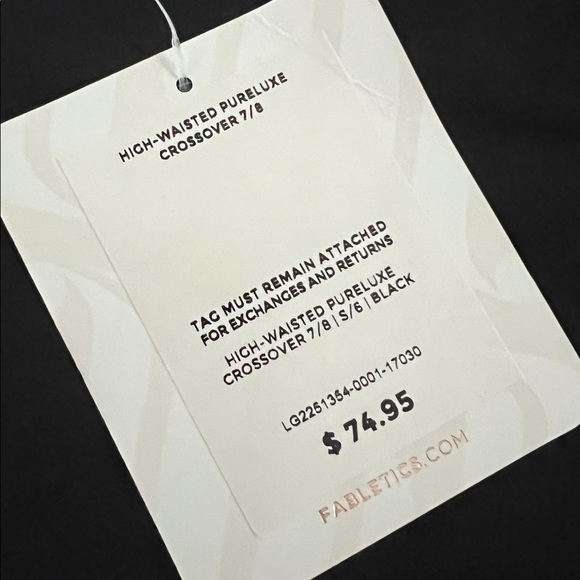 HIGH-WAISTED PURELUXE
CROSSOVER 7/8
TAG MUST REMAIN ATTACHED
FOR EXCHANGES AND RETURNS
HIGH-WAISTED PURELUXE
CROSSOVER 7/8 | S/6 | BLACK
LG2251354-0001-17030
$ 74.95
FABLETICS.COM